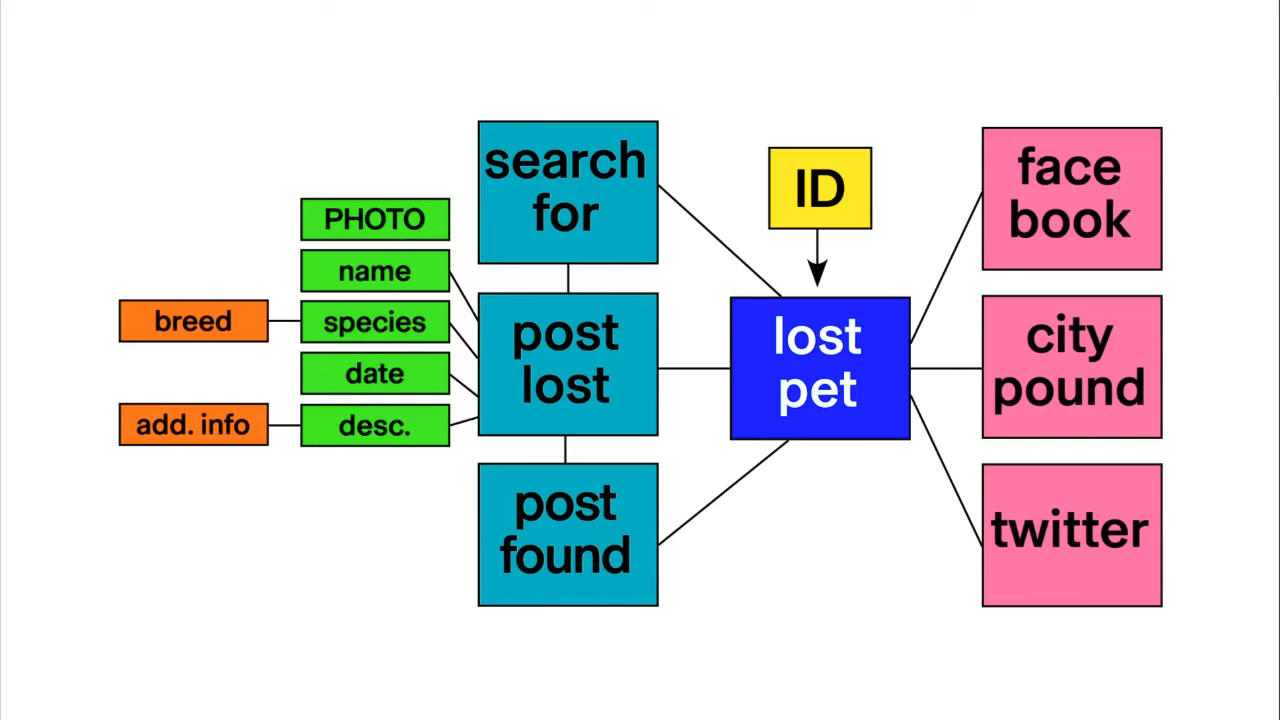 PHOTO
name
species
date
desc.
breed
add. info
search
for
post
lost
post
found
ID
lost
pet
face
book
city
pound
twitter